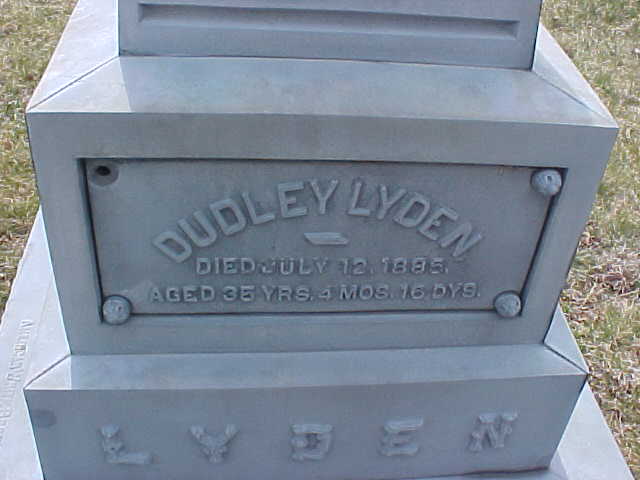 DUDLEY LYDEN
DIED JULY 12, 1885.
AGED 35 YRS. 4 MOS. 16 DYS.
LYDEN